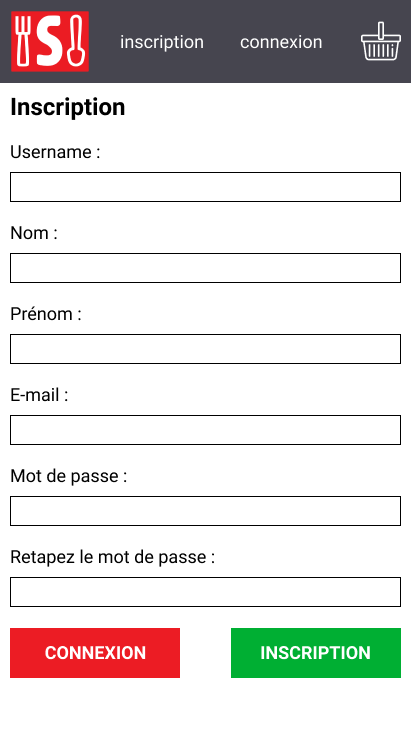 S
inscription connexion
Inscription
Username :
Nom :
Prénom :
E-mail :
Mot de passe :
Retapez le mot de passe :
CONNEXION INSCRIPTION